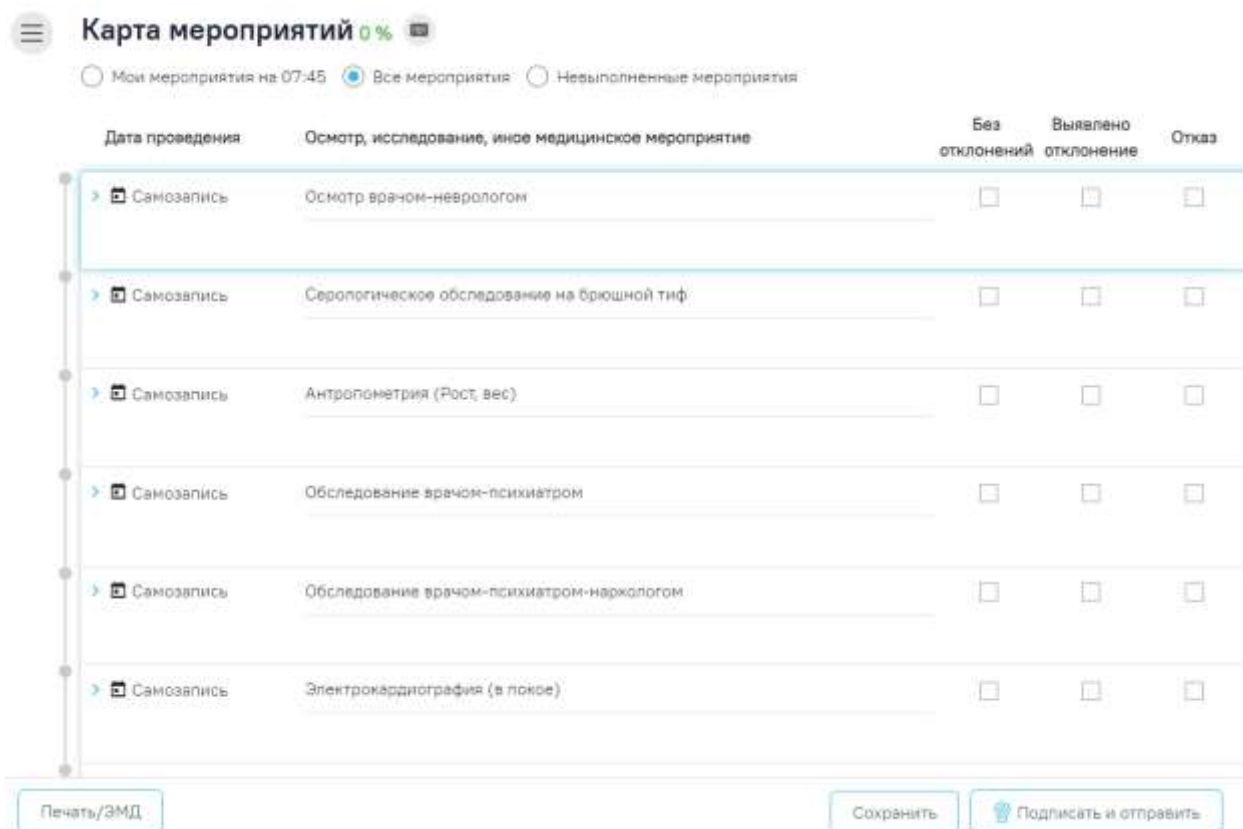 Карта мероприятий 0 %
Мои мероприятия на 07:45 Все мероприятия Невыполненные мероприятия
Дата проведения Осмотр, исследование, иное медицинское мероприятие Без отклонений Выявлено отклонение Отказ
Самозапись Осмотр врачом-неврологом
Самозапись Серологическое обследование на брюшной тиф
Самозапись Антропометрия (Рост, вес)
Самозапись Обследование врачом-психиатром
Самозапись Обследование врачом-психиатром-наркологом
Самозапись Электрокардиография (в покое)
Печать/ЭМД Сохранить Подписать и отправить